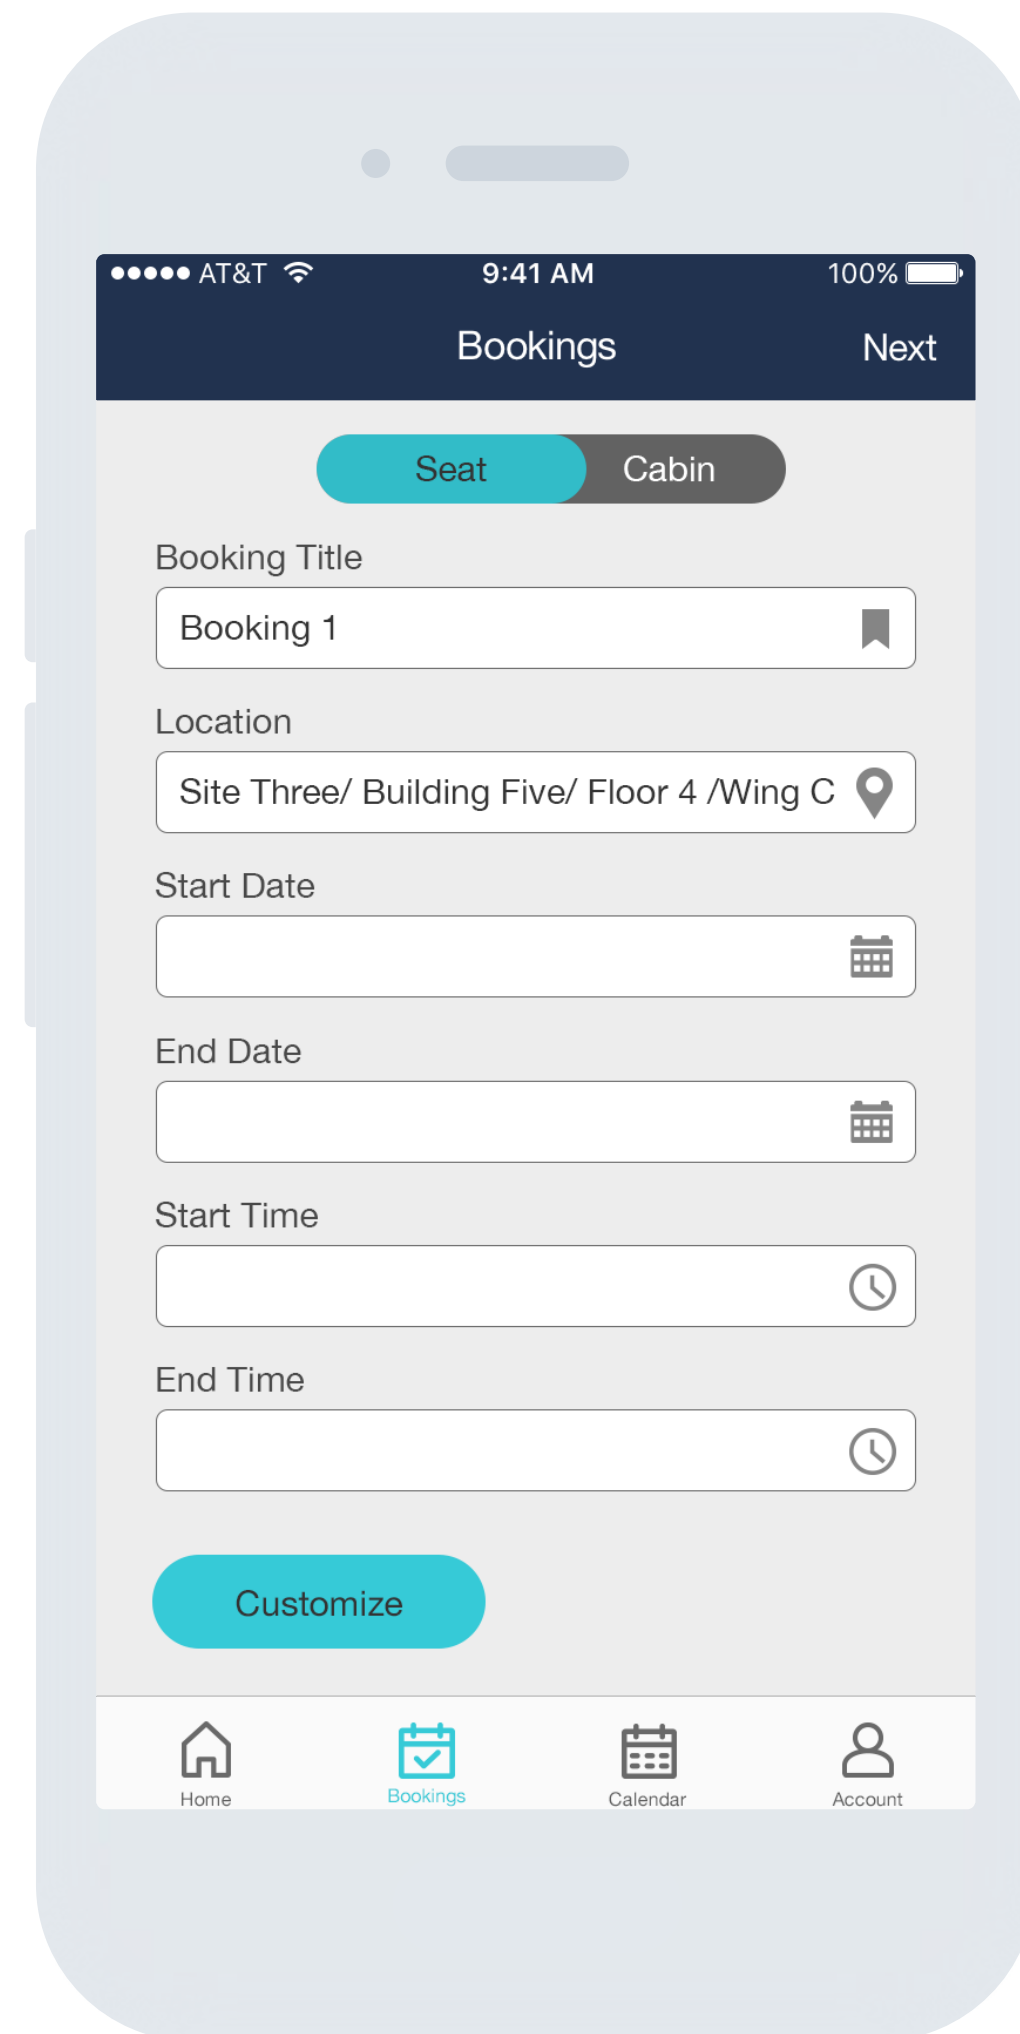 AT&T 9:41 AM 100%
Bookings Next
Seat Cabin
Booking Title
Booking 1
Location
Site Three/ Building Five/ Floor 4 /Wing C
Start Date
End Date
Start Time
End Time
Customize
Home Bookings Calendar Account